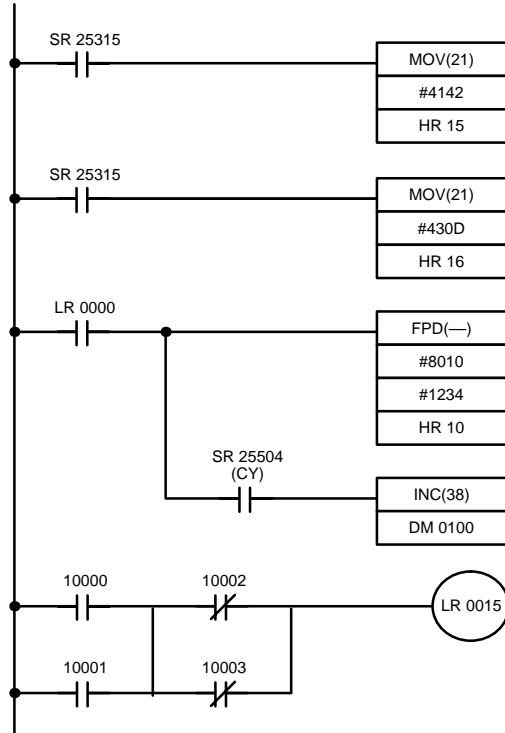 SR 25315
MOV(21)
#4142
HR 15
SR 25315
MOV(21)
#430D
HR 16
LR 0000
FPD(—)
#8010
#1234
HR 10
SR 25504
(CY)
INC(38)
DM 0100
10000
10002
LR 0015
10001
10003